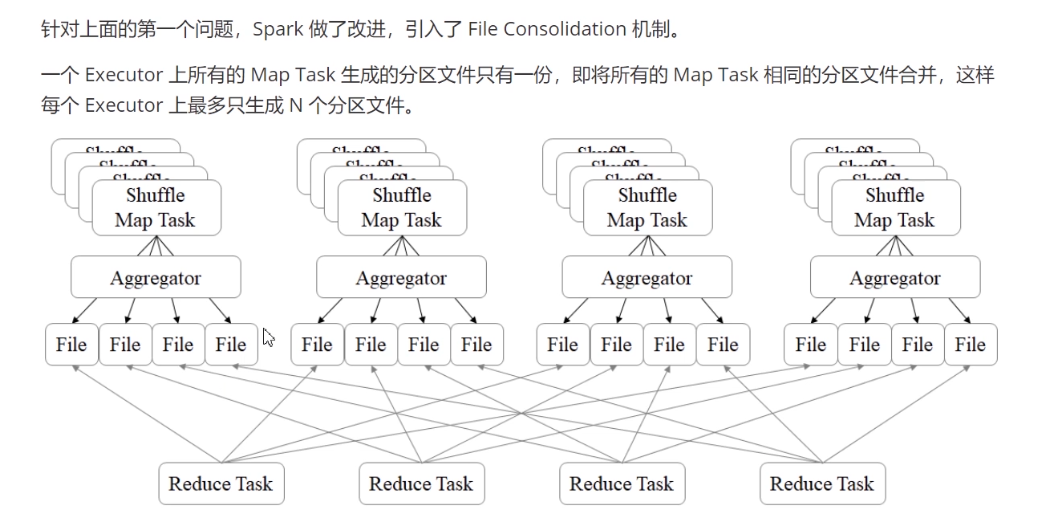 针对上面的第一个问题，Spark 做了改进，引入了 File Consolidation 机制。
一个 Executor 上所有的 Map Task 生成的分区文件只有一份，即将所有的 Map Task 相同的分区文件合并，这样
每个 Executor 上最多只生成 N 个分区文件。
Shuffle Shuffle Shuffle Shuffle
Map Task Map Task Map Task Map Task
Aggregator Aggregator Aggregator Aggregator
File File File File File File File File File File File File File File File File
Reduce Task Reduce Task Reduce Task Reduce Task